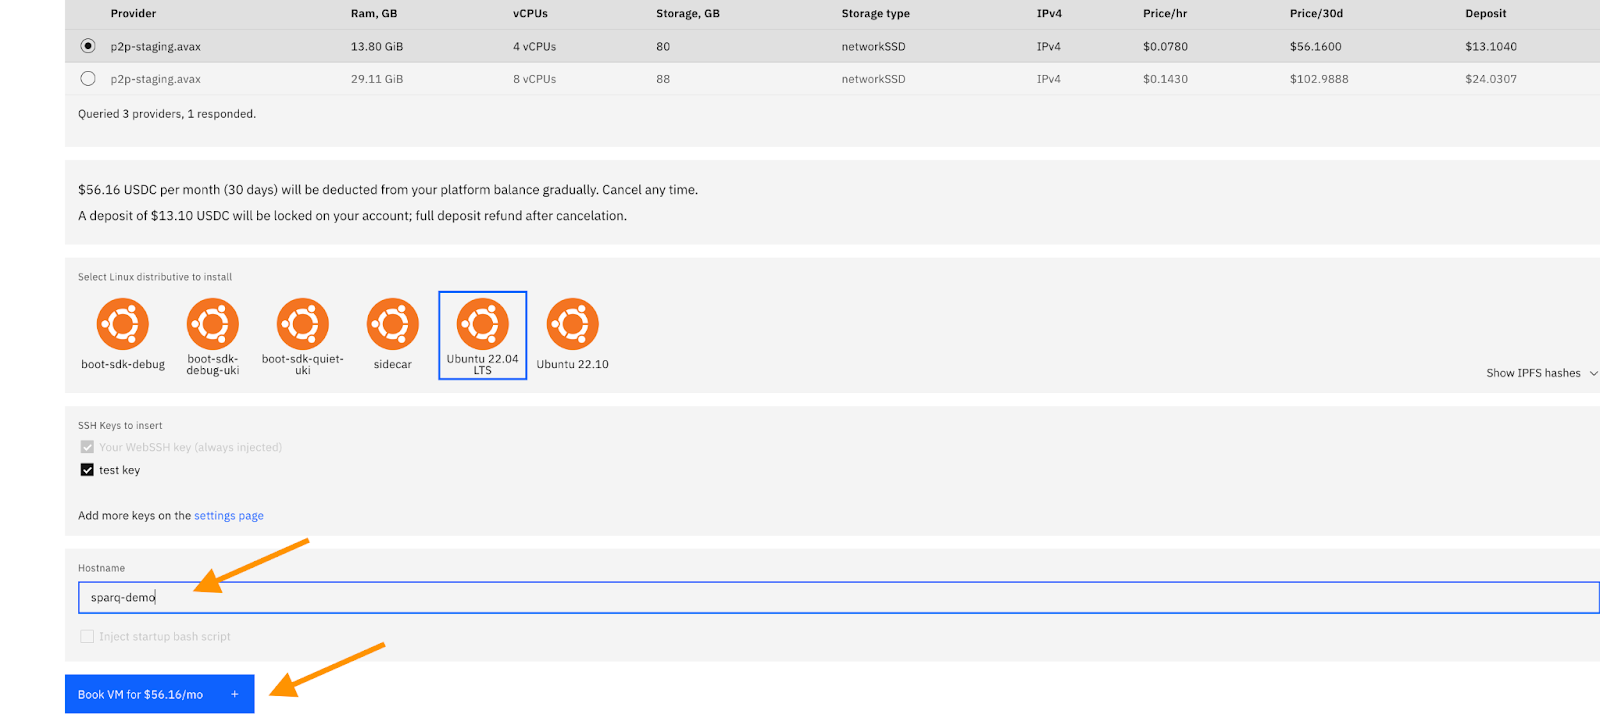 Provider Ram, GB vCPUs Storage, GB Storage type IPv4 Price/hr Price/30d Deposit
p2p-staging.avax 13.80 GiB 4 vCPUs 80 networkSSD IPv4 $0.0780 $56.1600 $13.1040
p2p-staging.avax 29.11 GiB 8 vCPUs 88 networkSSD IPv4 $0.1430 $102.9888 $24.0307
Queried 3 providers, 1 responded.
$56.16 USDC per month (30 days) will be deducted from your platform balance gradually. Cancel any time.
A deposit of $13.10 USDC will be locked on your account; full deposit refund after cancelation.
Select Linux distributive to install
boot-sdk-debug
boot-sdk-
debug-uki
boot-sdk-quiet-
uki
sidecar
Ubuntu 22.04
LTS
Ubuntu 22.10
Show IPFS hashes
SSH Keys to insert
Your WebSSH key (always injected)
test key
Add more keys on the settings page
Hostname
sparq-demo
Inject startup bash script
Book VM for $56.16/mo +